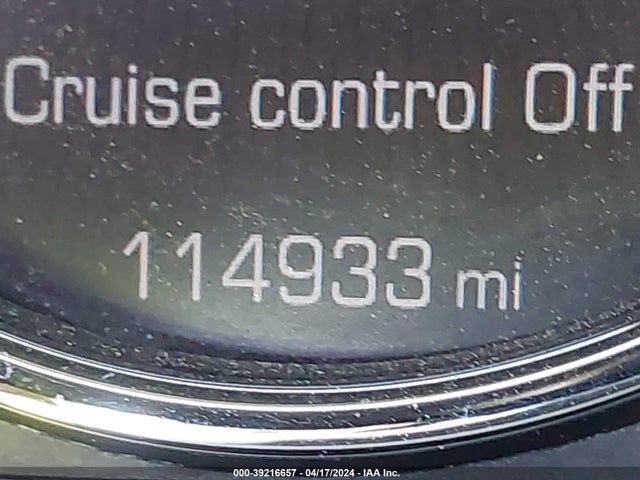 Cruise control Off
114933 mi
000-39216657 - 04/17/2024 - IAA Inc.